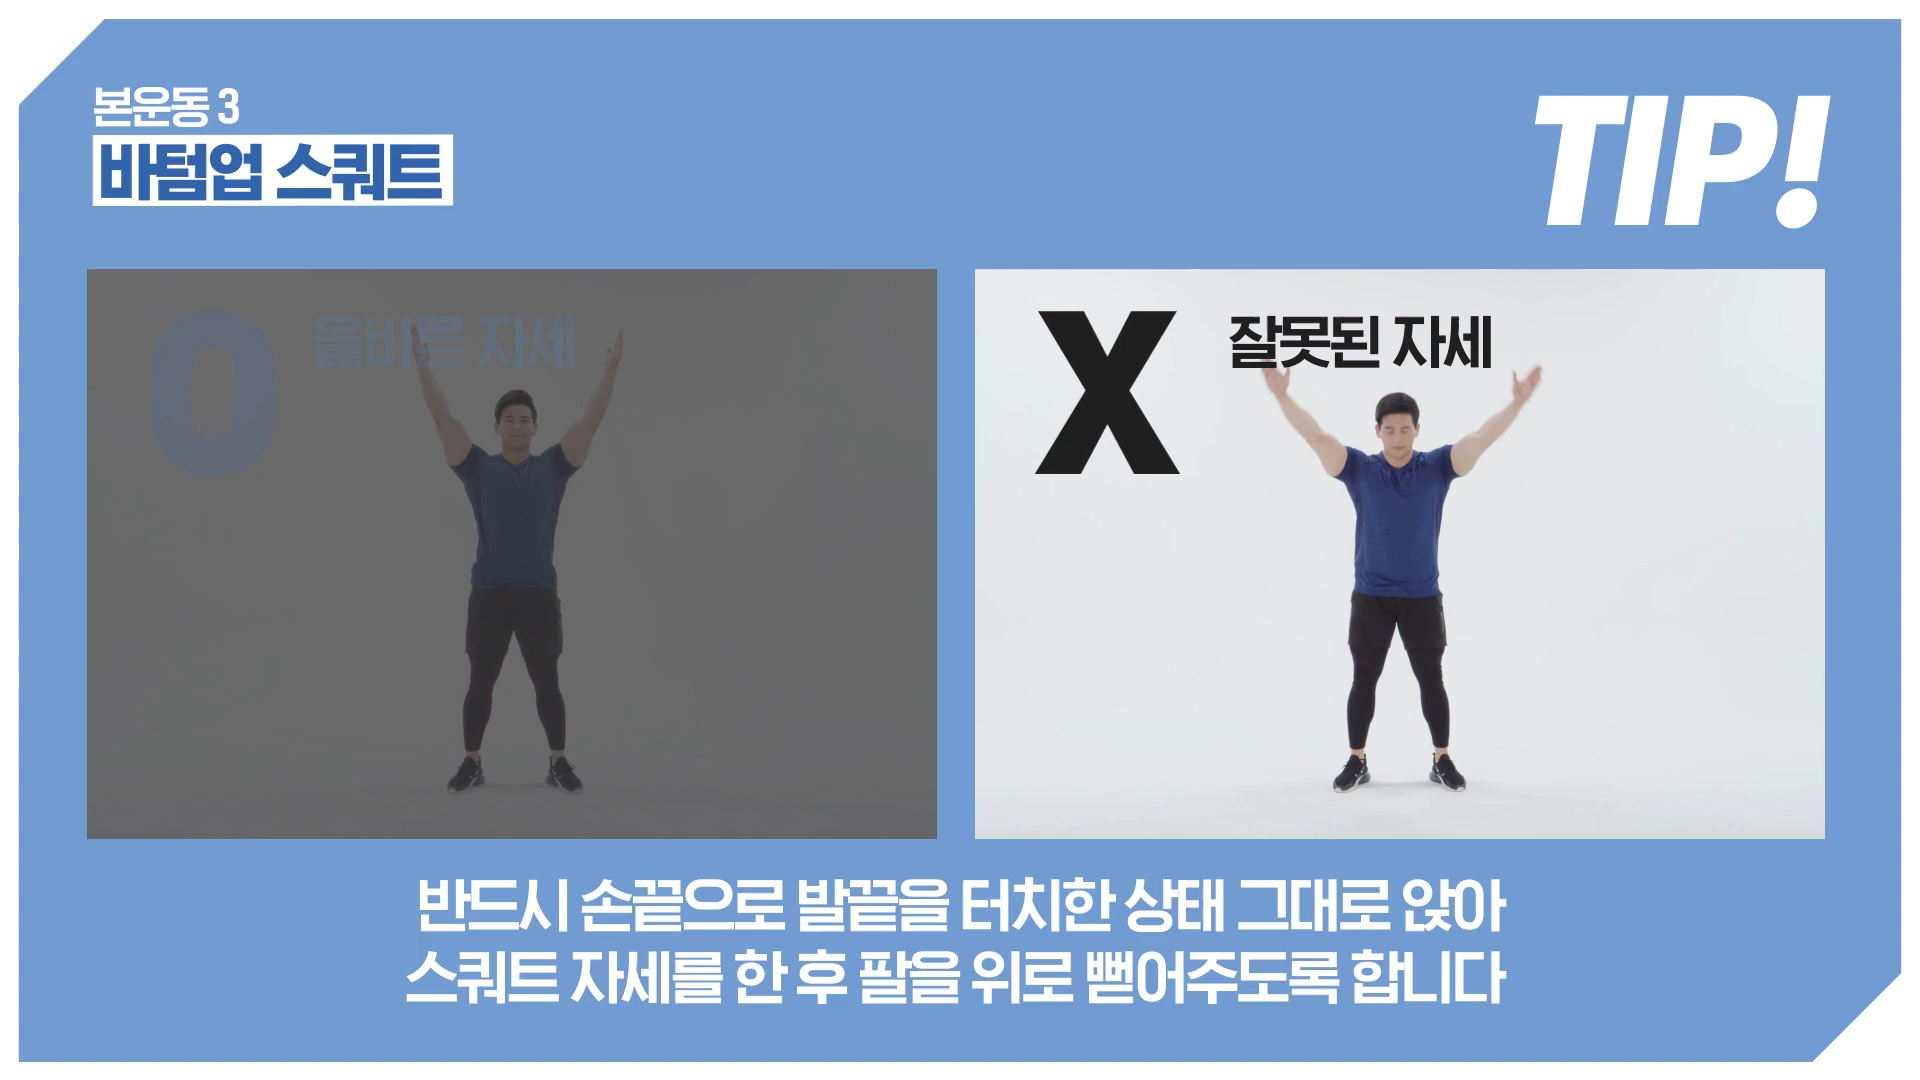 본운동 3
바텀업 스쿼트
TIP!
O 올바른 자세
X 잘못된 자세
반드시 손끝으로 발끝을 터치한 상태 그대로 앉아
스쿼트 자세를 한 후 팔을 위로 뻗어주도록 합니다